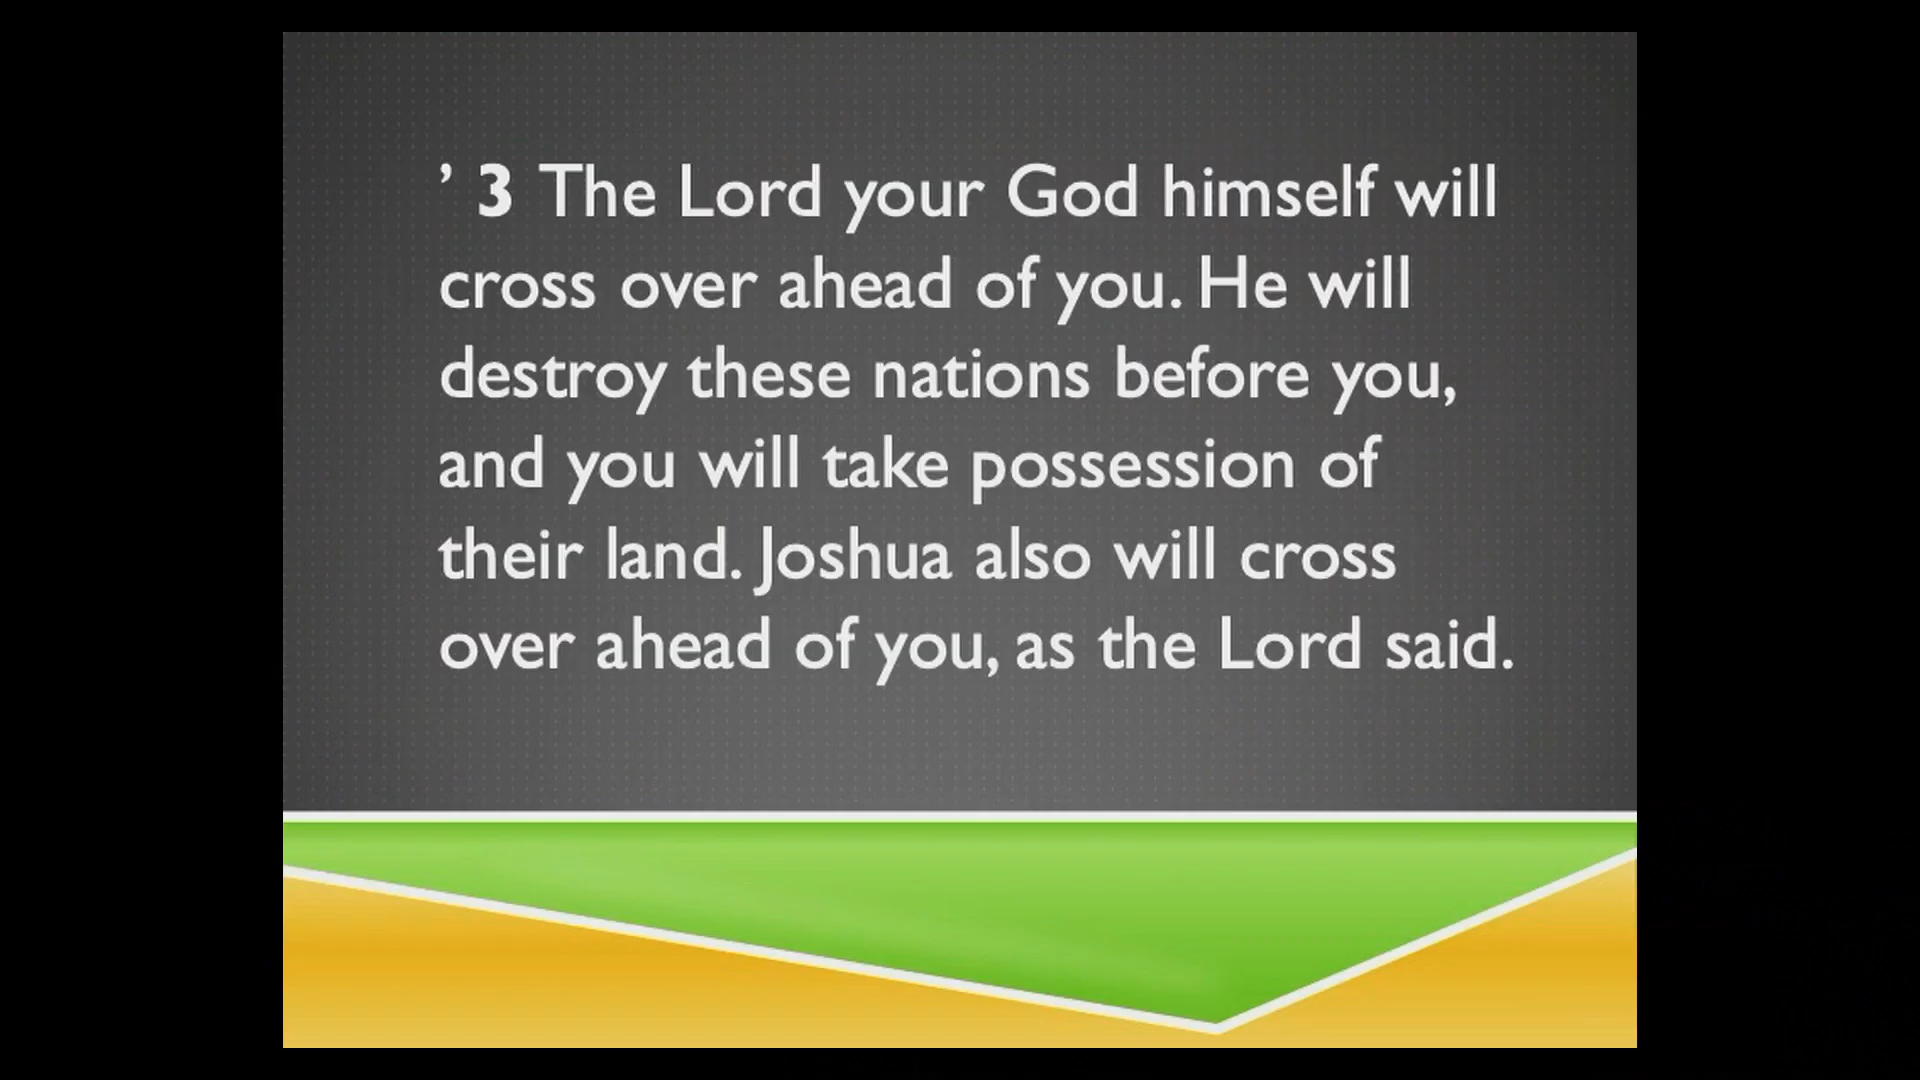 ’ 3 The Lord your God himself will
cross over ahead of you. He will
destroy these nations before you,
and you will take possession of
their land. Joshua also will cross
over ahead of you, as the Lord said.